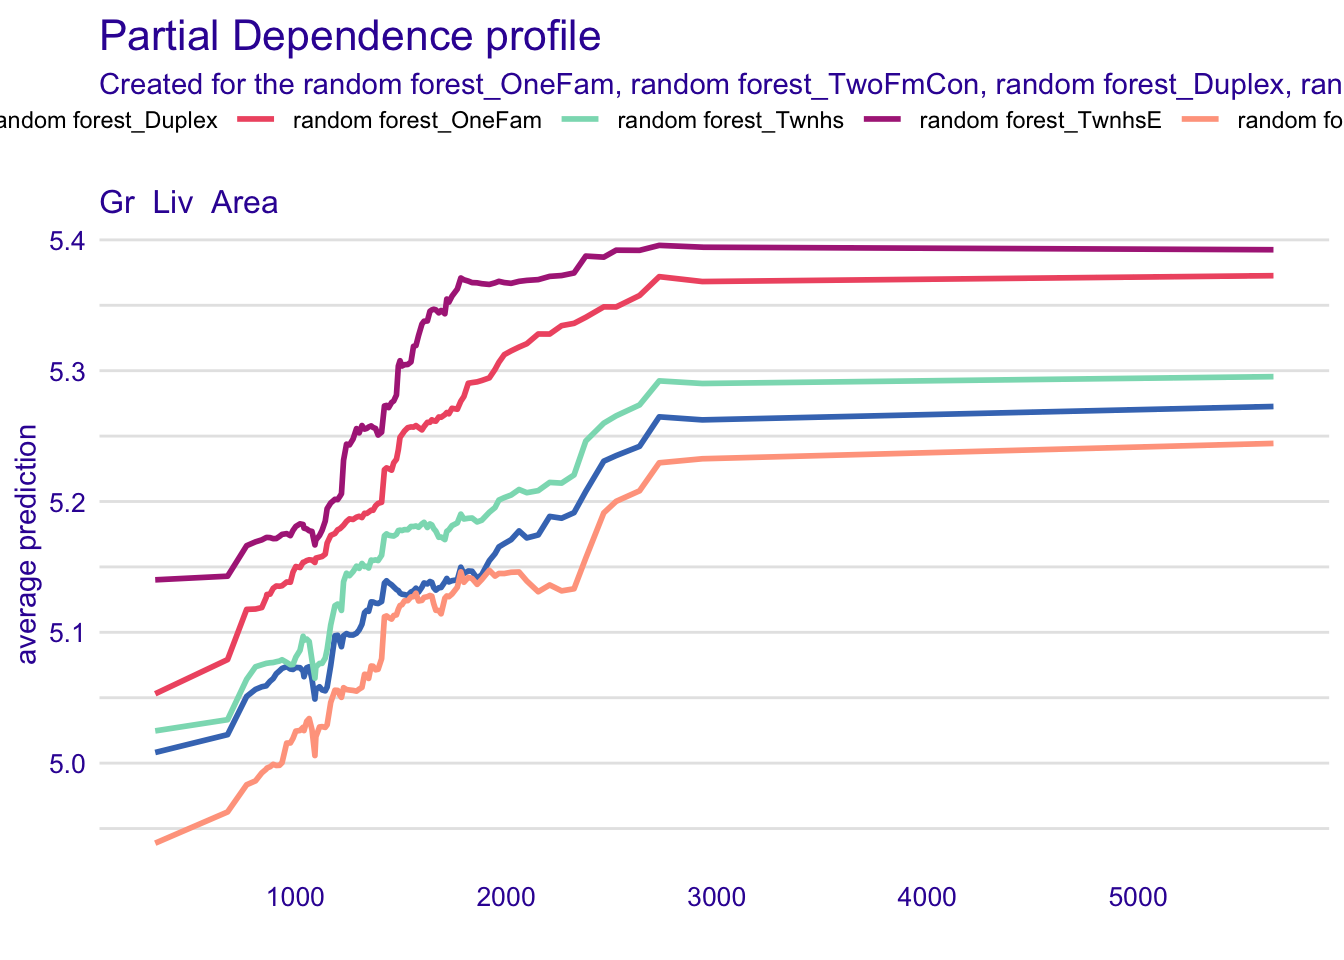 Partial Dependence profile
Created for the random forest_OneFam, random forest_TwoFmCon, random forest_Duplex, ran
andom forest_Duplex random forest_OneFam random forest_Twnhs random forest_TwnhsE random fo
Gr Liv Area
5.4
5.3
5.2
5.1
5.0
average prediction
1000 2000 3000 4000 5000